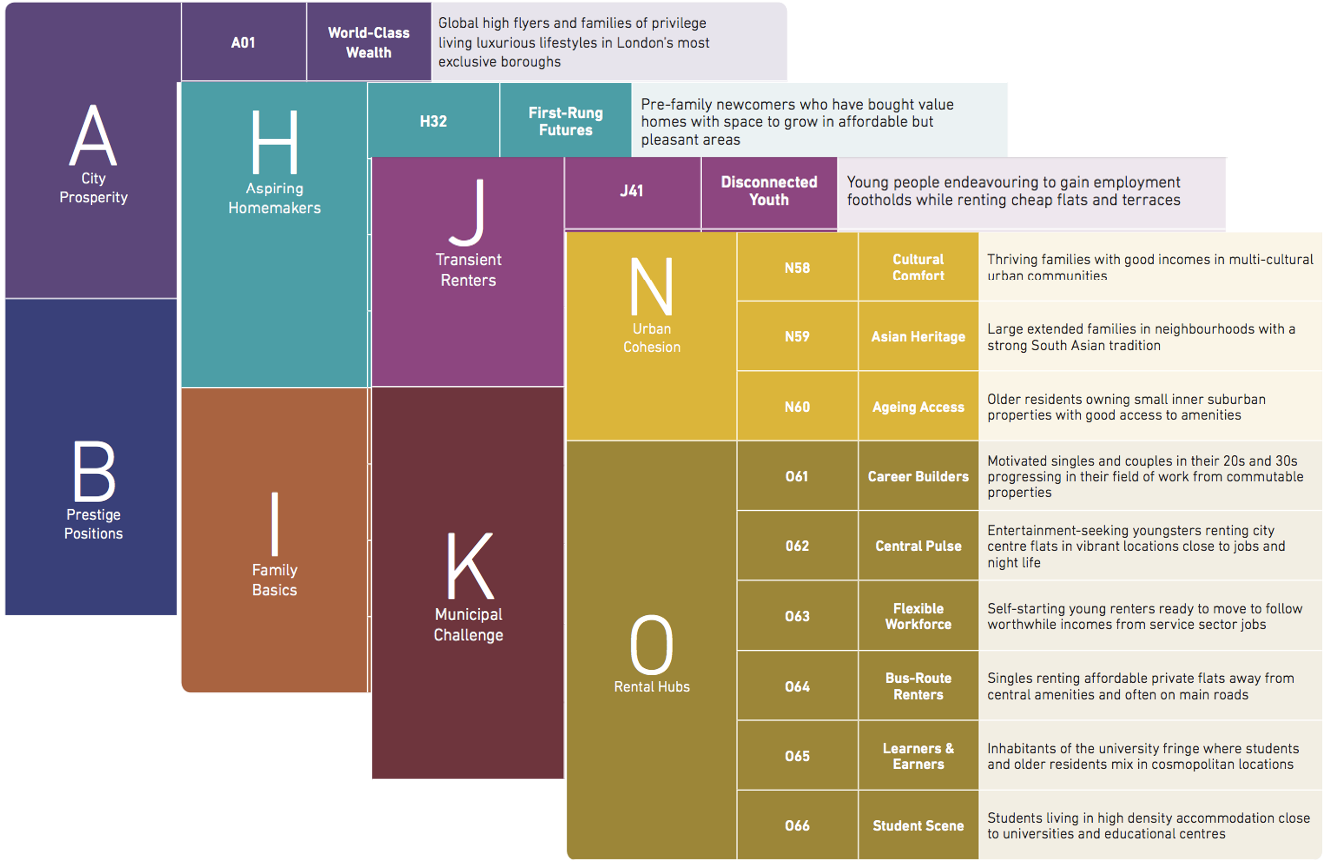 A
City
Prosperity
A01
World-Class
Wealth
Global high flyers and families of privilege
living luxurious lifestyles in London's most
exclusive boroughs
B
Prestige
Positions
H
Aspiring
Homemakers
H32
First-Rung
Futures
Pre-family newcomers who have bought value
homes with space to grow in affordable but
pleasant areas
I
Family
Basics
J
Transient
Renters
J41
Disconnected
Youth
Young people endeavouring to gain employment
footholds while renting cheap flats and terraces
K
Municipal
Challenge
N
Urban
Cohesion
N58
Cultural
Comfort
Thriving families with good incomes in multi-cultural
urban communities
N59
Asian Heritage
Large extended families in neighbourhoods with a
strong South Asian tradition
N60
Ageing Access
Older residents owning small inner suburban
properties with good access to amenities
O
Rental Hubs
O61
Career Builders
Motivated singles and couples in their 20s and 30s
progressing in their field of work from commutable
properties
O62
Central Pulse
Entertainment-seeking youngsters renting city
centre flats in vibrant locations close to jobs and
night life
O63
Flexible
Workforce
Self-starting young renters ready to move to follow
worthwhile incomes from service sector jobs
O64
Bus-Route
Renters
Singles renting affordable private flats away from
central amenities and often on main roads
O65
Learners &
Earners
Inhabitants of the university fringe where students
and older residents mix in cosmopolitan locations
O66
Student Scene
Students living in high density accommodation close
to universities and educational centres